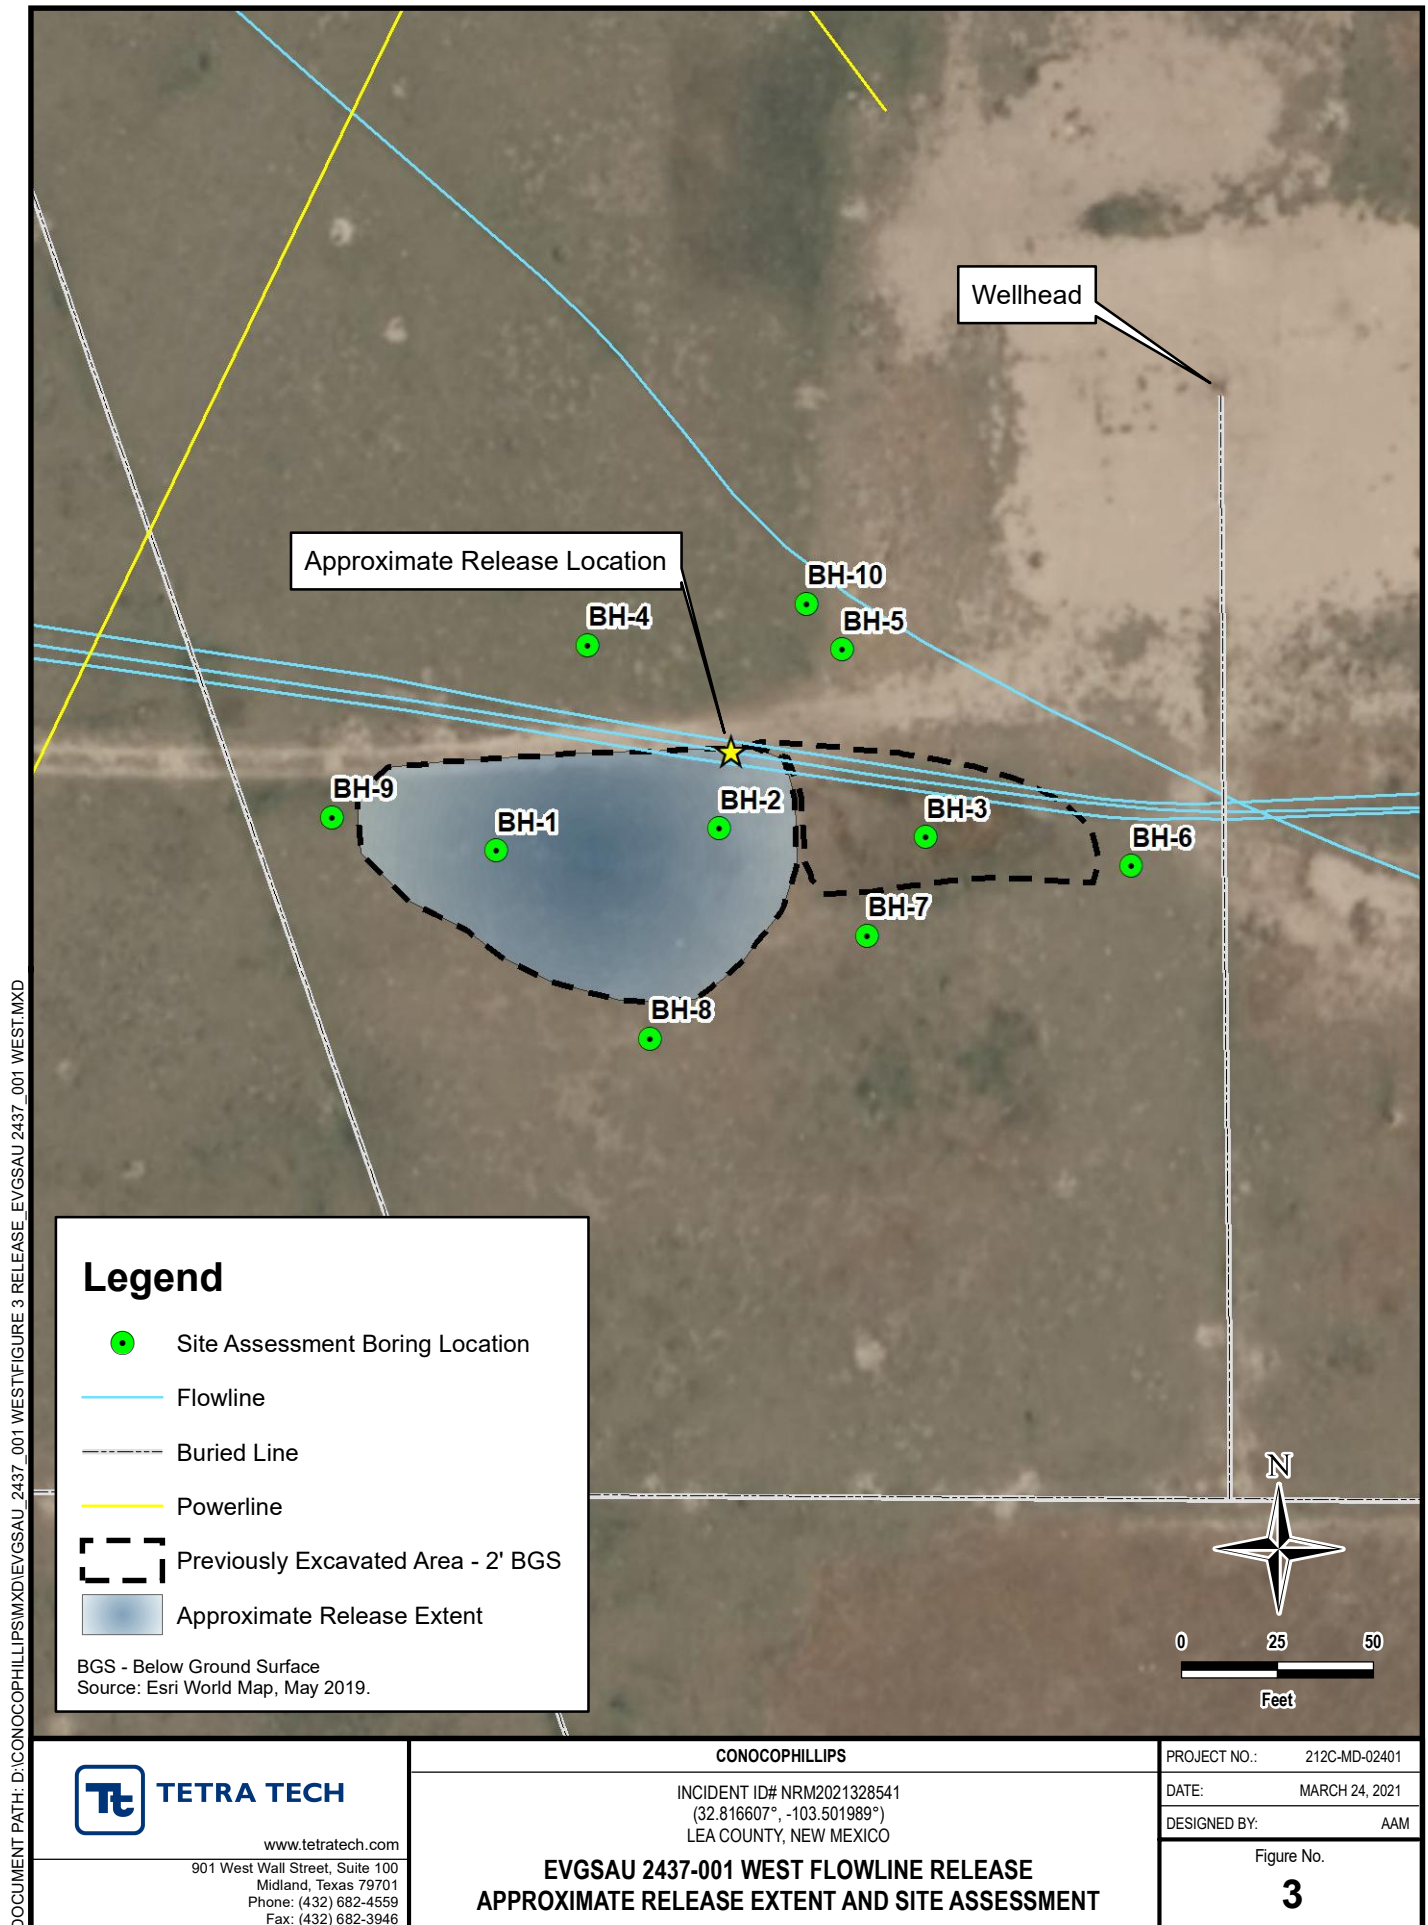 Wellhead
Approximate Release Location
BH-10
BH-4
BH-5
BH-9
BH-2
BH-1
BH-3
BH-6
BH-7
BH-8
Legend
Site Assessment Boring Location
Flowline
Buried Line
Powerline
Previously Excavated Area - 2' BGS
Approximate Release Extent
BGS - Below Ground Surface
Source: Esri World Map, May 2019.
N
0 25 50
Feet
DOCUMENT PATH: D:\CONOCOPHILLIPS\MXD\EVGSAU_2437_001 WEST\FIGURE 3 RELEASE_EVGSAU 2437_001 WEST.MXD
Tt TETRA TECH
www.tetratech.com
901 West Wall Street, Suite 100
Midland, Texas 79701
Phone: (432) 682-4559
Fax: (432) 682-3946
CONOCOPHILLIPS
INCIDENT ID# NRM2021328541
(32.816607°, -103.501989°)
LEA COUNTY, NEW MEXICO
EVGSAU 2437-001 WEST FLOWLINE RELEASE
APPROXIMATE RELEASE EXTENT AND SITE ASSESSMENT
PROJECT NO.: 212C-MD-02401
DATE: MARCH 24, 2021
DESIGNED BY: AAM
Figure No.
3